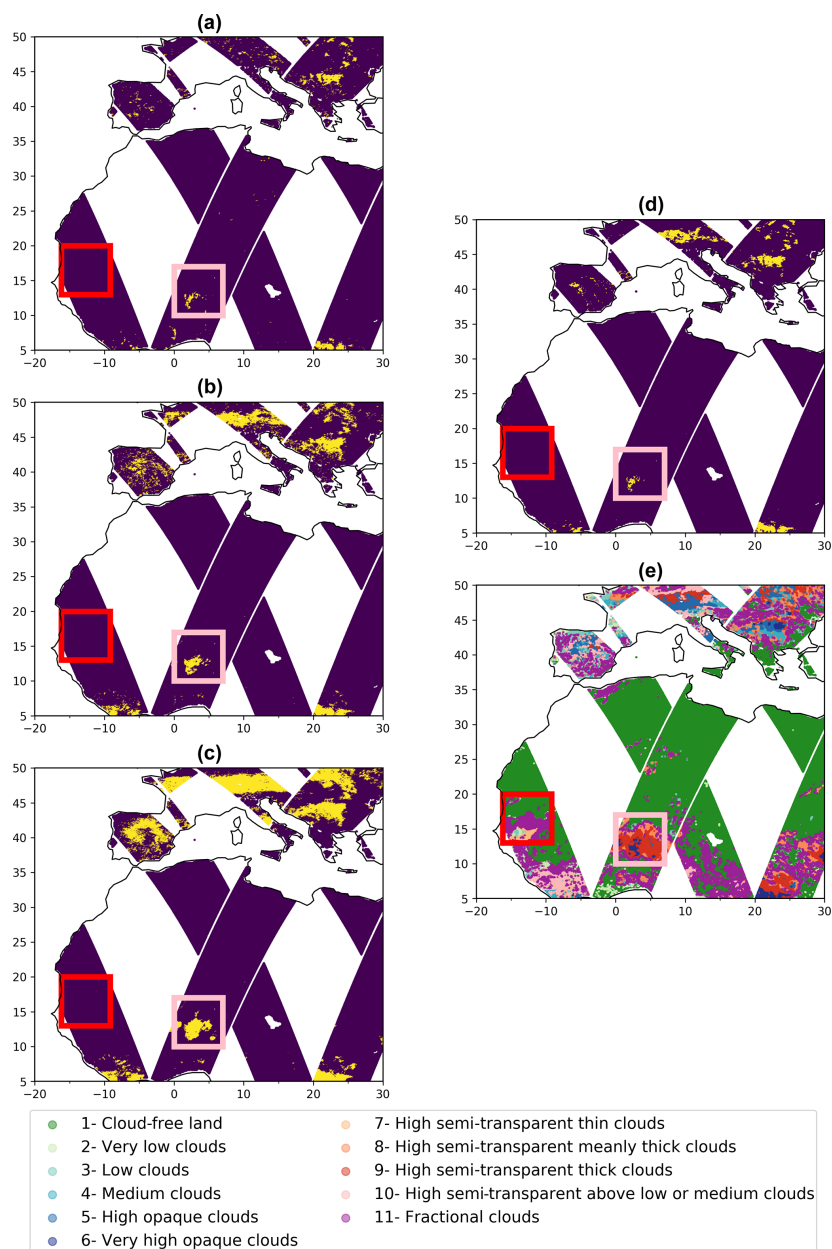 (a)
50
45
40
35
30
25
20
15
10
5
−20 −10 0 10 20 30
(b)
50
45
40
35
30
25
20
15
10
5
−20 −10 0 10 20 30
(c)
50
45
40
35
30
25
20
15
10
5
−20 −10 0 10 20 30
(d)
50
45
40
35
30
25
20
15
10
5
−20 −10 0 10 20 30
(e)
50
45
40
35
30
25
20
15
10
5
−20 −10 0 10 20 30
1- Cloud-free land
2- Very low clouds
3- Low clouds
4- Medium clouds
5- High opaque clouds
6- Very high opaque clouds
7- High semi-transparent thin clouds
8- High semi-transparent meanly thick clouds
9- High semi-transparent thick clouds
10- High semi-transparent above low or medium clouds
11- Fractional clouds